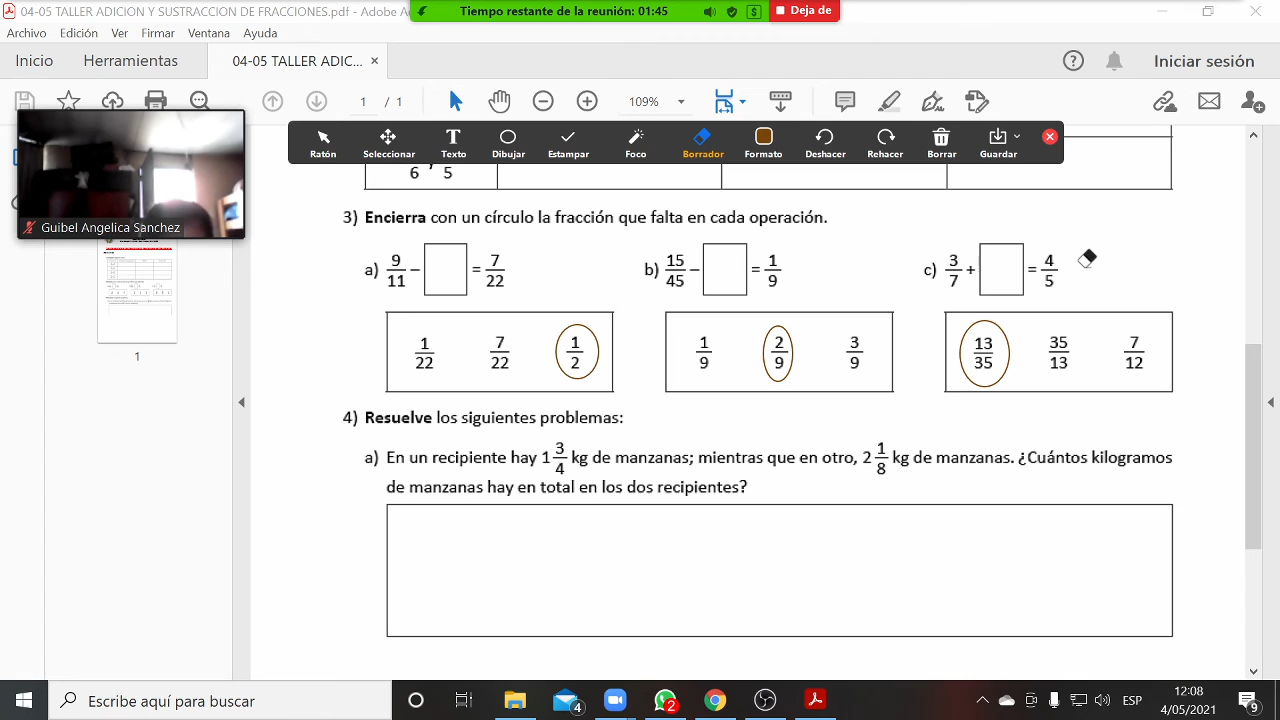 04-05 TALLER ADICION Y SUSTRACCION DE FRACCIONES.pdf - Adobe Ac
Tiempo restante de la reunión: 01:45
$
Deja de
Archivo Edición Ver Firmar Ventana Ayuda
Inicio Herramientas 04-05 TALLER ADIC... × Iniciar sesión
1 / 1 109%
Ratón Seleccionar Texto Dibujar Estampar Foco Borrador Formato Deshacer Rehacer Borrar Guardar
6 , 5
Guibel Angelica Sanchez
3) Encierra con un círculo la fracción que falta en cada operación.
a) 9/11 − = 7/22 b) 15/45 − = 1/9 c) 3/7 + = 4/5
1/22 7/22 1/2 1/9 2/9 3/9 13/35 35/13 7/12
1
4) Resuelve los siguientes problemas:
a) En un recipiente hay 1 3/4 kg de manzanas; mientras que en otro, 2 1/8 kg de manzanas. ¿Cuántos kilogramos
de manzanas hay en total en los dos recipientes?
Escribe aquí para buscar
4
2
ESP
12:08
4/05/2021
9